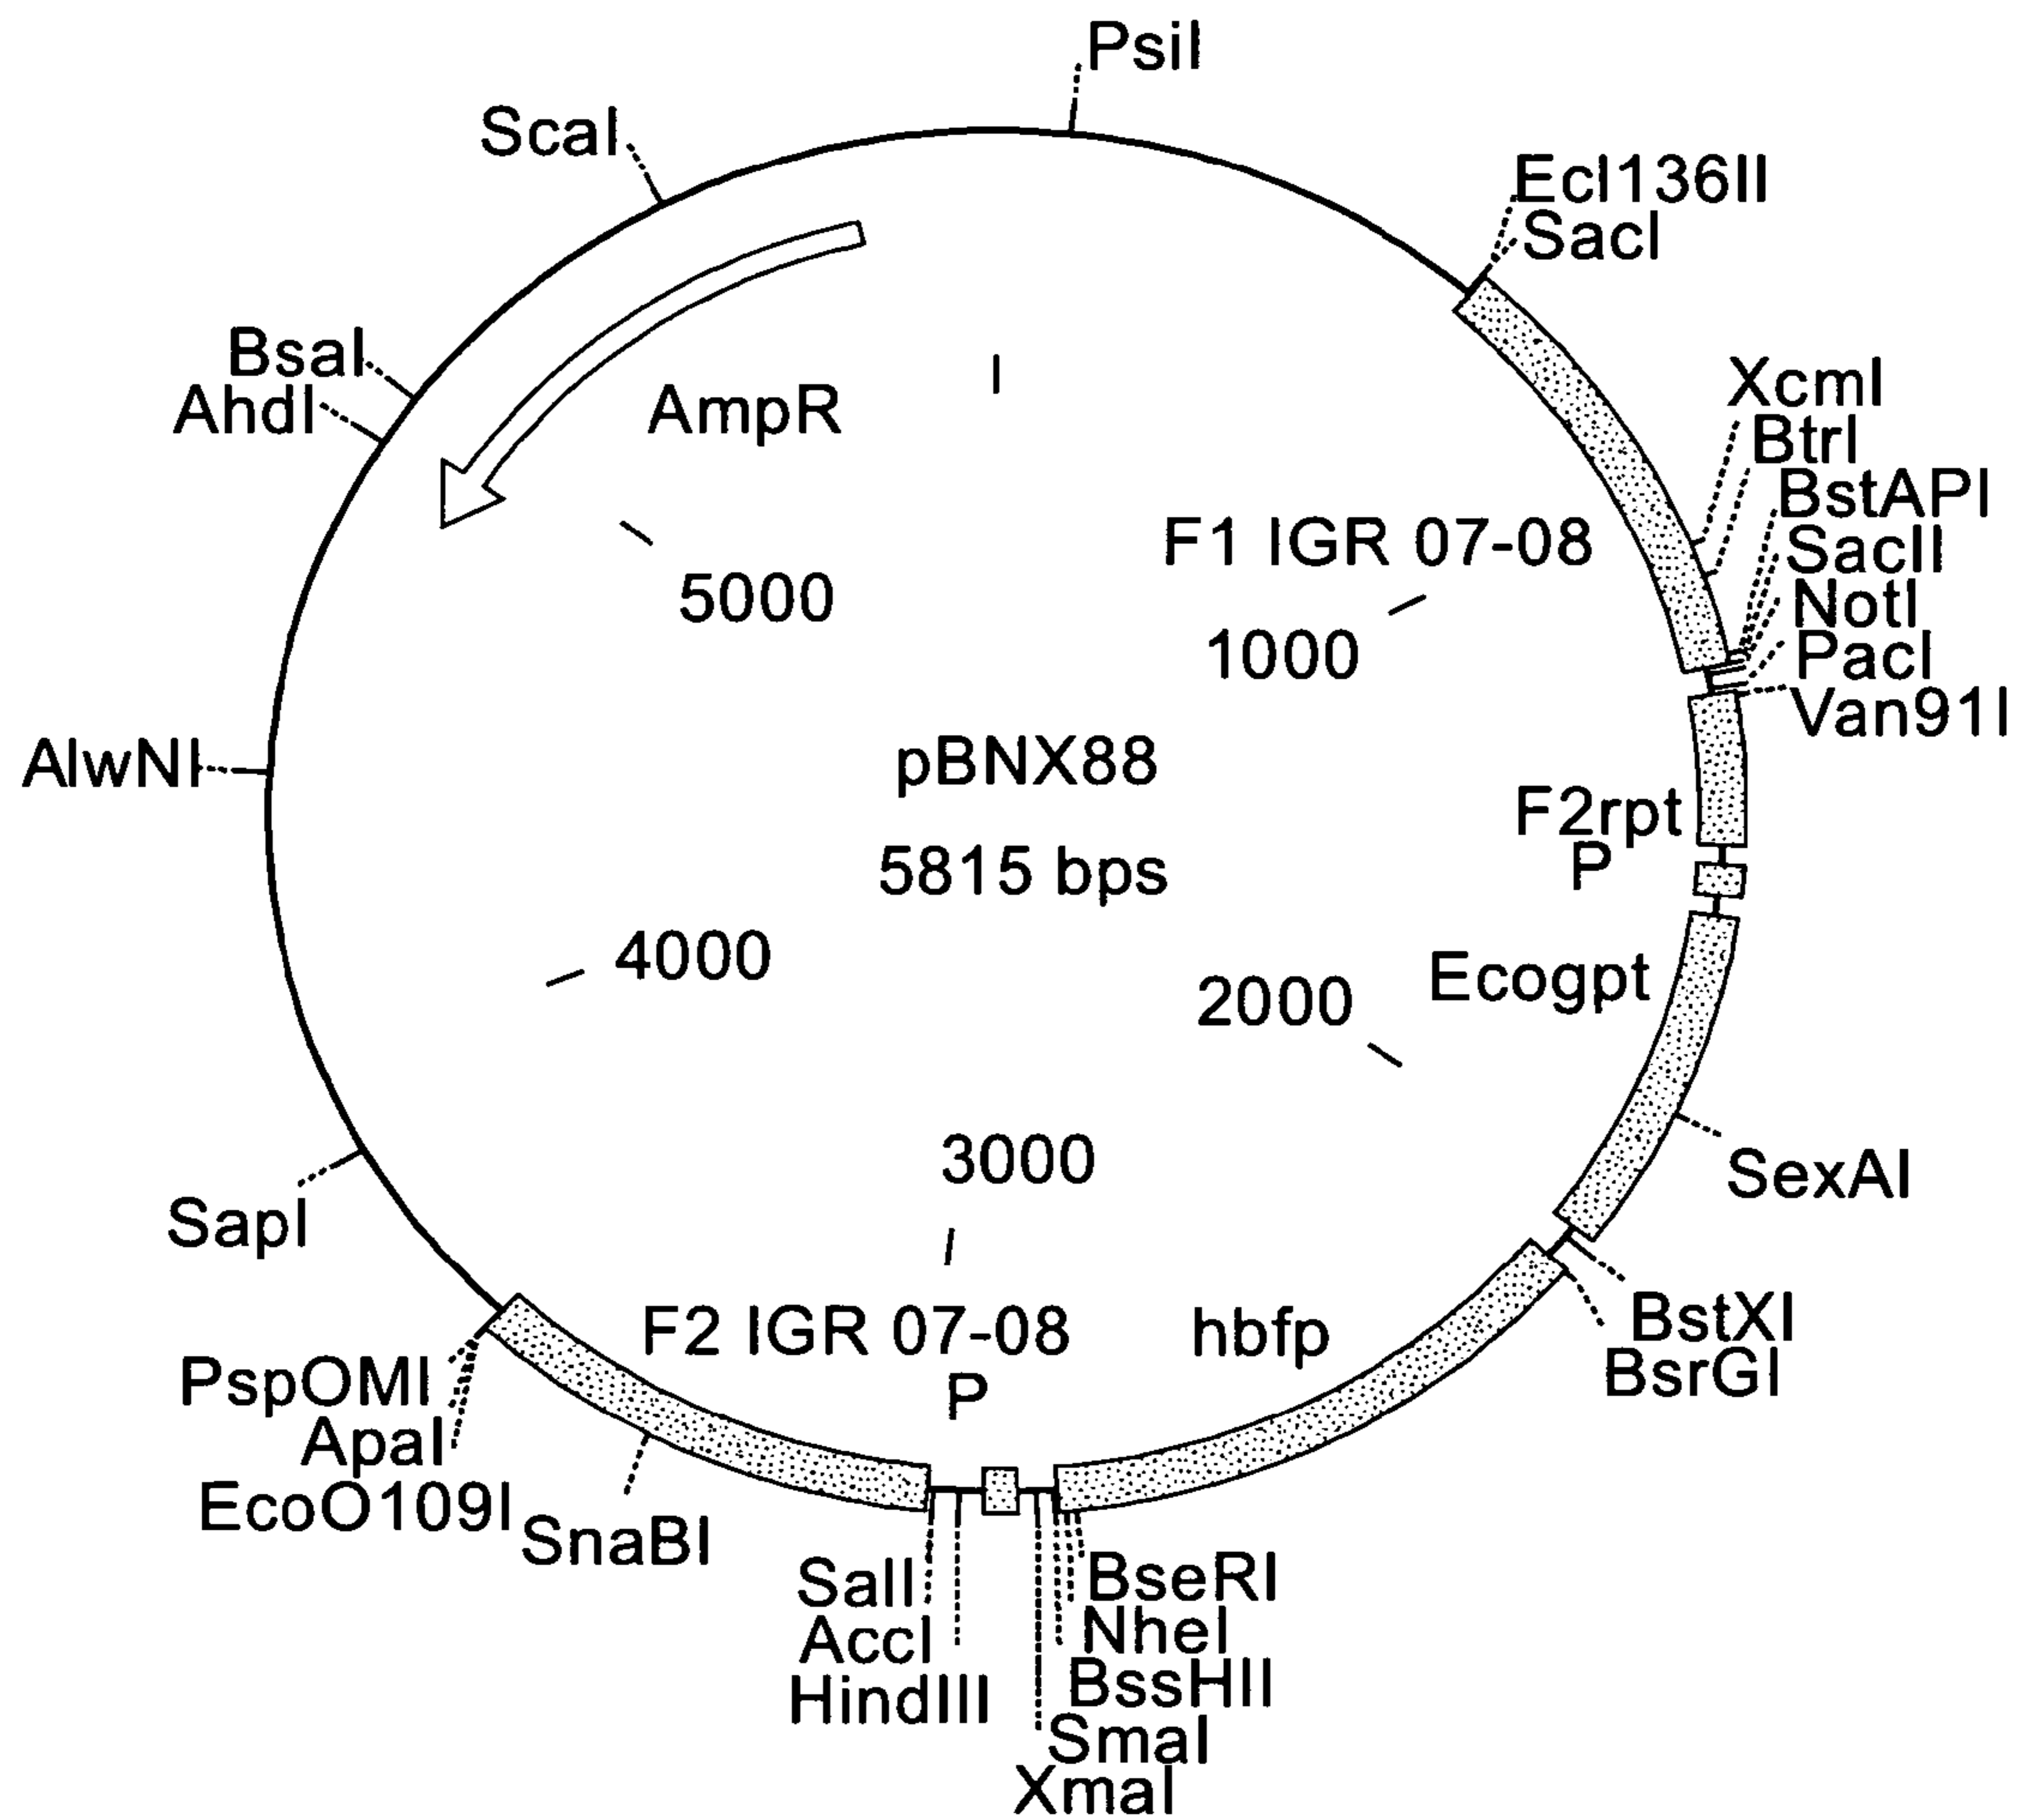 PsiI
ScaI
Ecl136II
SacI
BsaI
AhdI
AmpR
I
XcmI
BtrI
BstAPI
SacII
NotI
PacI
Van91I
F1 IGR 07-08
5000
1000
AlwNI
pBNX88
5815 bps
F2rpt
P
4000
2000
Ecogpt
3000
SexAI
SapI
F2 IGR 07-08
P
hbfp
BstXI
BsrGI
PspOMI
ApaI
EcoO109I
SnaBI
SalI
AccI
HindIII
BseRI
NheI
BssHII
SmaI
XmaI